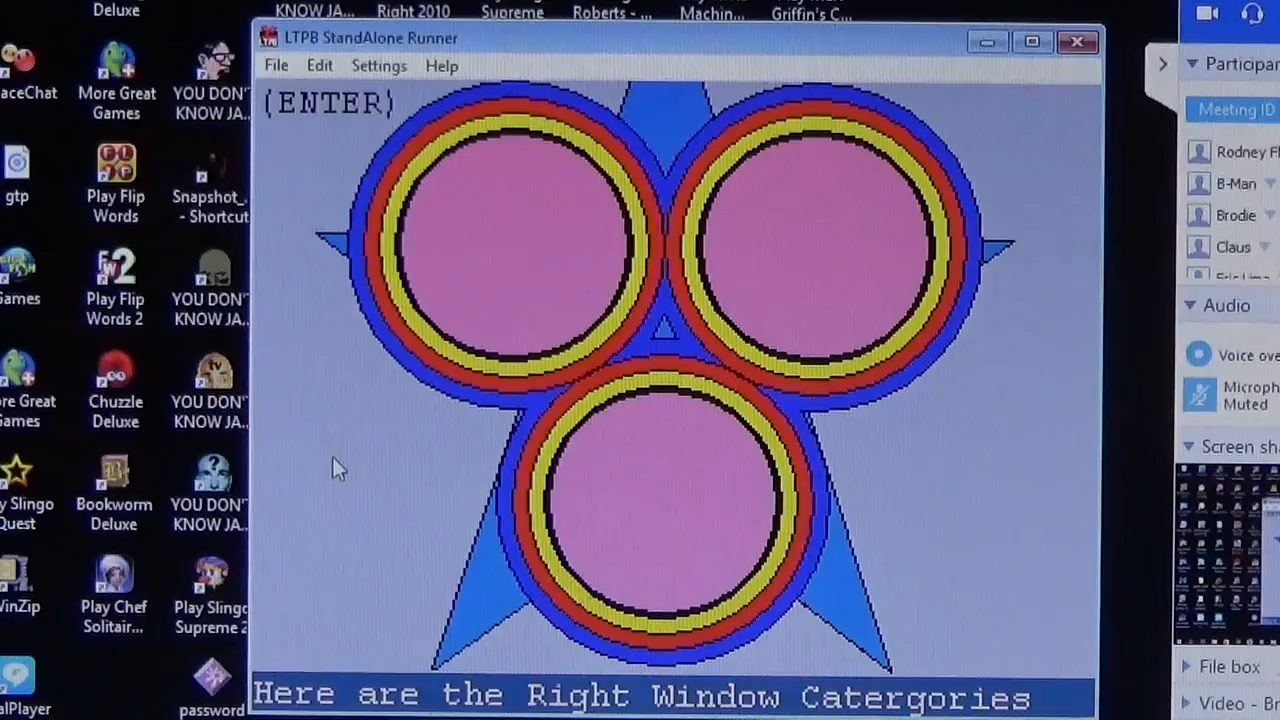 Deluxe
KNOW JA...
Right 2010
Supreme
Roberts - ...
Machin...
Griffin's C...
LTPB StandAlone Runner
File Edit Settings Help
(ENTER)
Here are the Right Window Catergories
aceChat
More Great
Games
YOU DON'T
KNOW JA..
gtp
Play Flip
Words
Snapshot_
- Shortcut
Games
Play Flip
Words 2
YOU DON'T
KNOW JA..
re Great
Games
Chuzzle
Deluxe
YOU DON'T
KNOW JA..
y Slingo
Quest
Bookworm
Deluxe
YOU DON'T
KNOW JA..
WinZip
Play Chef
Solitair...
Play Slingo
Supreme 2
alPlayer
password
Participan
Meeting ID
Rodney Fl
B-Man
Brodie
Claus
Audio
Voice ove
Microph
Muted
Screen sha
File box
Video - Br